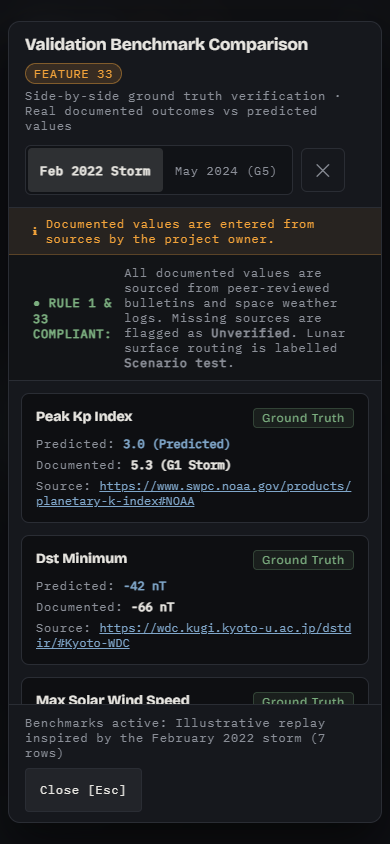 Validation Benchmark Comparison
FEATURE 33
Side-by-side ground truth verification ·
Real documented outcomes vs predicted
values
Feb 2022 Storm
May 2024 (G5)
Documented values are entered from
sources by the project owner.
● RULE 1 &
33
COMPLIANT:
All documented values are
sourced from peer-reviewed
bulletins and space weather
logs. Missing sources are
flagged as Unverified. Lunar
surface routing is labelled
Scenario test.
Peak Kp Index
Ground Truth
Predicted: 3.0 (Predicted)
Documented: 5.3 (G1 Storm)
Source: https://www.swpc.noaa.gov/products/
planetary-k-index#NOAA
Dst Minimum
Ground Truth
Predicted: -42 nT
Documented: -66 nT
Source: https://wdc.kugi.kyoto-u.ac.jp/dstd
ir/#Kyoto-WDC
Max Solar Wind Speed
Ground Truth
Benchmarks active: Illustrative replay
inspired by the February 2022 storm (7
rows)
Close [Esc]